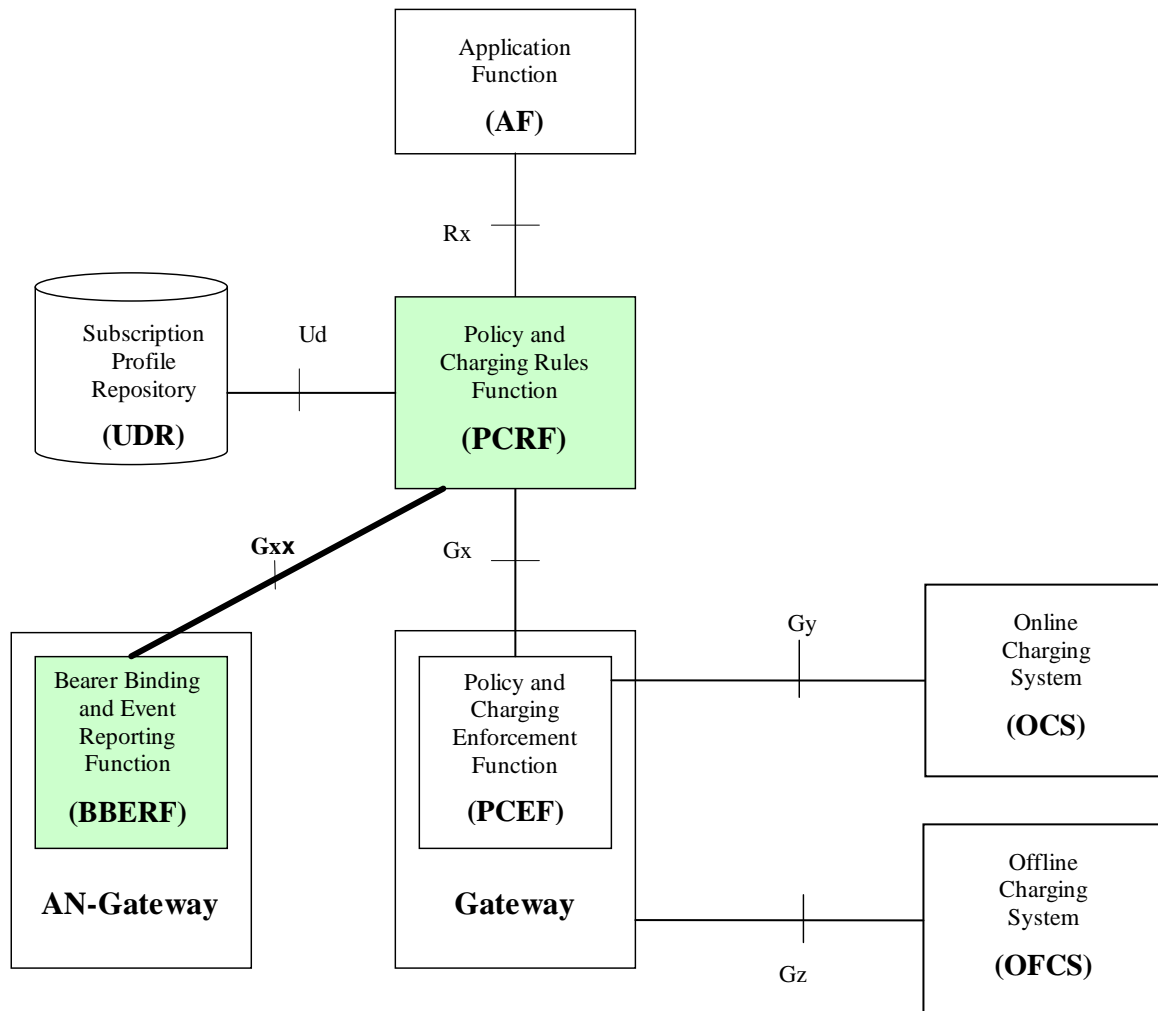 Application
Function
(AF)
Rx
Subscription
Profile
Repository
(UDR)
Ud
Policy and
Charging Rules
Function
(PCRF)
Gxx
Gx
Bearer Binding
and Event
Reporting
Function
(BBERF)
AN-Gateway
Policy and
Charging
Enforcement
Function
(PCEF)
Gateway
Gy
Online
Charging
System
(OCS)
Gz
Offline
Charging
System
(OFCS)